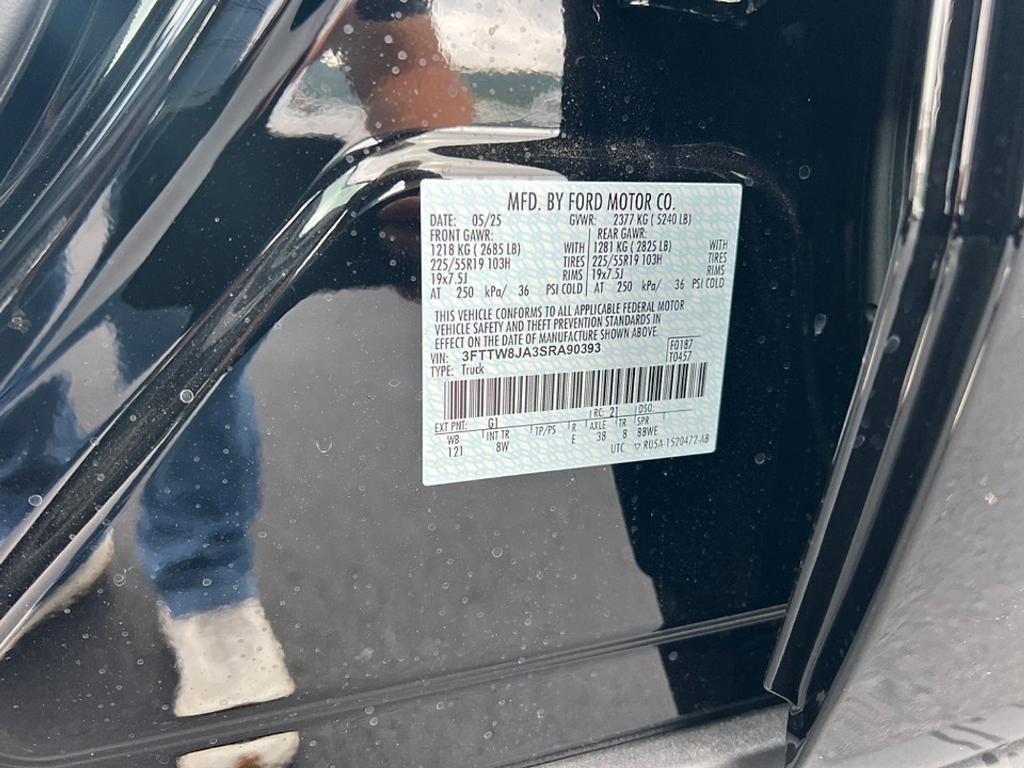 MFD. BY FORD MOTOR CO.
DATE: 05/25 GVWR: 2377 KG ( 5240 LB)
FRONT GAWR: REAR GAWR:
1218 KG ( 2685 LB) WITH 1281 KG ( 2825 LB) WITH
225/55R19 103H TIRES 225/55R19 103H TIRES
19x7.5J RIMS 19x7.5J RIMS
AT 250 kPa/ 36 PSI COLD AT 250 kPa/ 36 PSI COLD
THIS VEHICLE CONFORMS TO ALL APPLICABLE FEDERAL MOTOR
VEHICLE SAFETY AND THEFT PREVENTION STANDARDS IN
EFFECT ON THE DATE OF MANUFACTURE SHOWN ABOVE.
VIN: 3FTTW8JA3SRA90393 F0187
TYPE: Truck T0457
EXT PNT: G1 RC: 21 DSO:
WB INT TR TP/PS R AXLE TR SPR
121 8W E 38 8 BBWE
UTC ▽ RU5A-1520472-AB